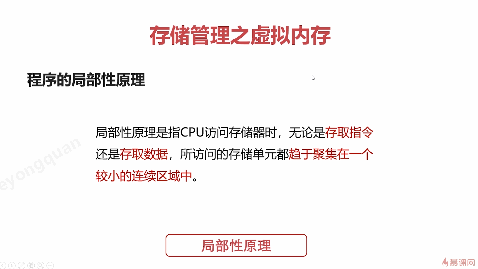 存储管理之虚拟内存
程序的局部性原理
局部性原理是指CPU访问存储器时，无论是存取指令
还是存取数据，所访问的存储单元都趋于聚集在一个
较小的连续区域中。
eyongquan
局部性原理
慕课网